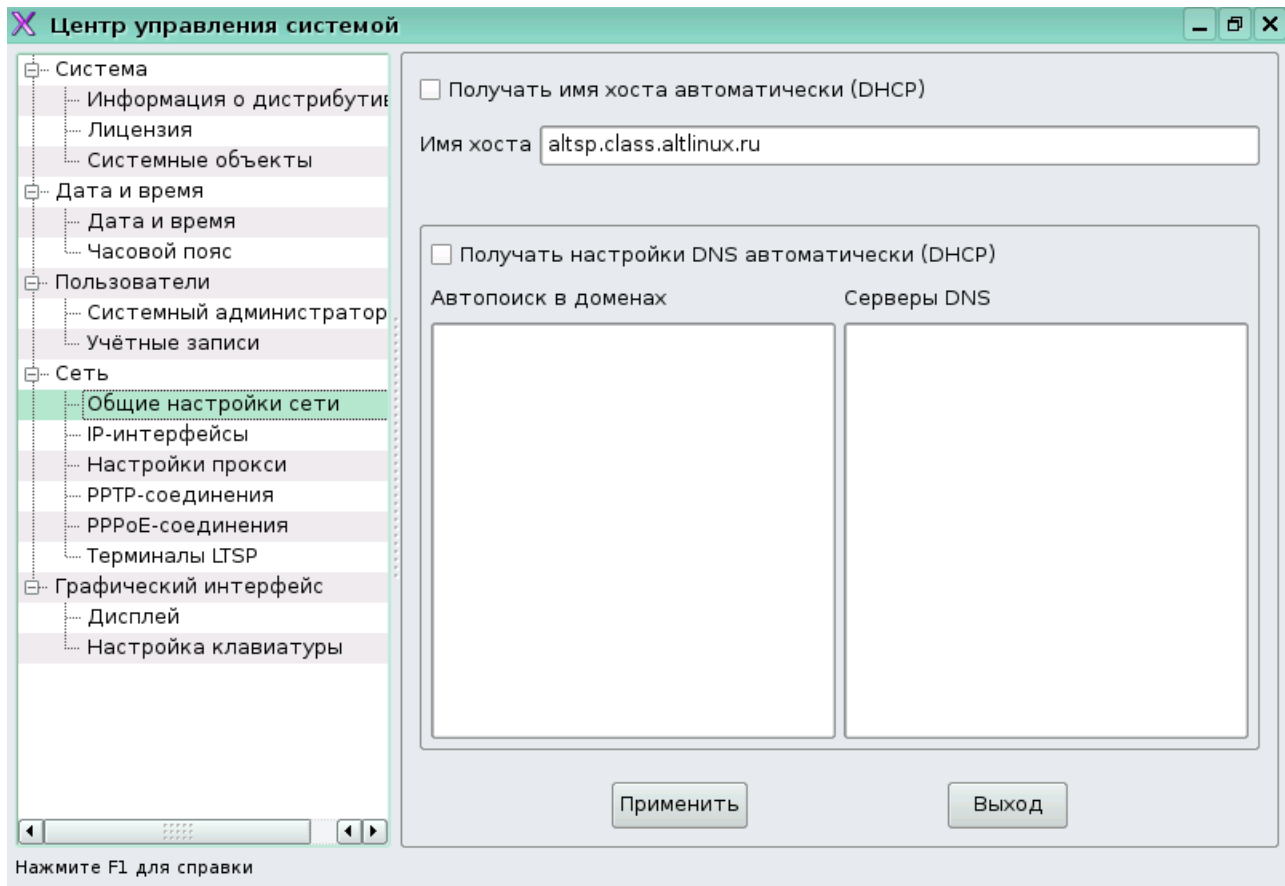 Центр управления системой
Система
Информация о дистрибутив
Лицензия
Системные объекты
Дата и время
Дата и время
Часовой пояс
Пользователи
Системный администратор
Учётные записи
Сеть
Общие настройки сети
IP-интерфейсы
Настройки прокси
PPTP-соединения
PPPoE-соединения
Терминалы LTSP
Графический интерфейс
Дисплей
Настройка клавиатуры
Получать имя хоста автоматически (DHCP)
Имя хоста altsp.class.altlinux.ru
Получать настройки DNS автоматически (DHCP)
Автопоиск в доменах Серверы DNS
Применить Выход
Нажмите F1 для справки